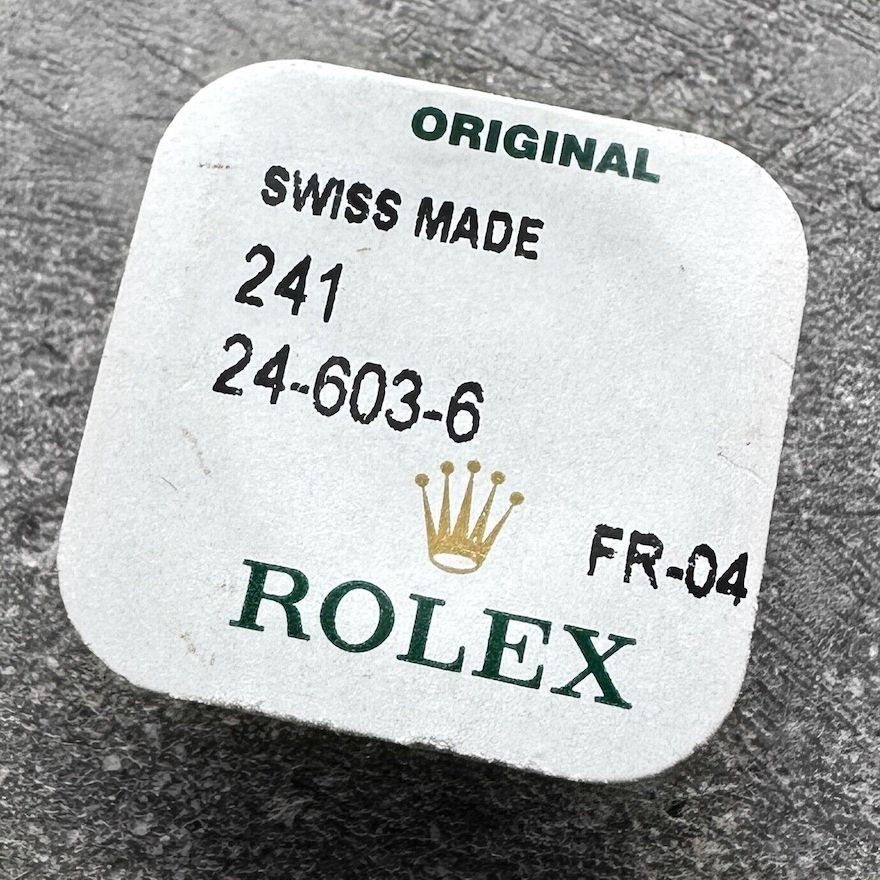 ORIGINAL
SWISS MADE
241
24-603-6
FR-04
ROLEX